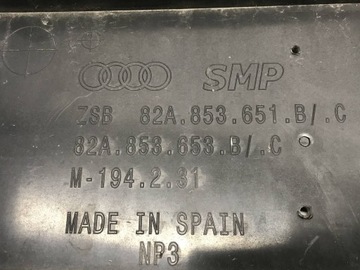 SMP
ZSB 82A.853.651.B/.C
82A.853.653.B/.C
M-194.2.31
MADE IN SPAIN
NP3